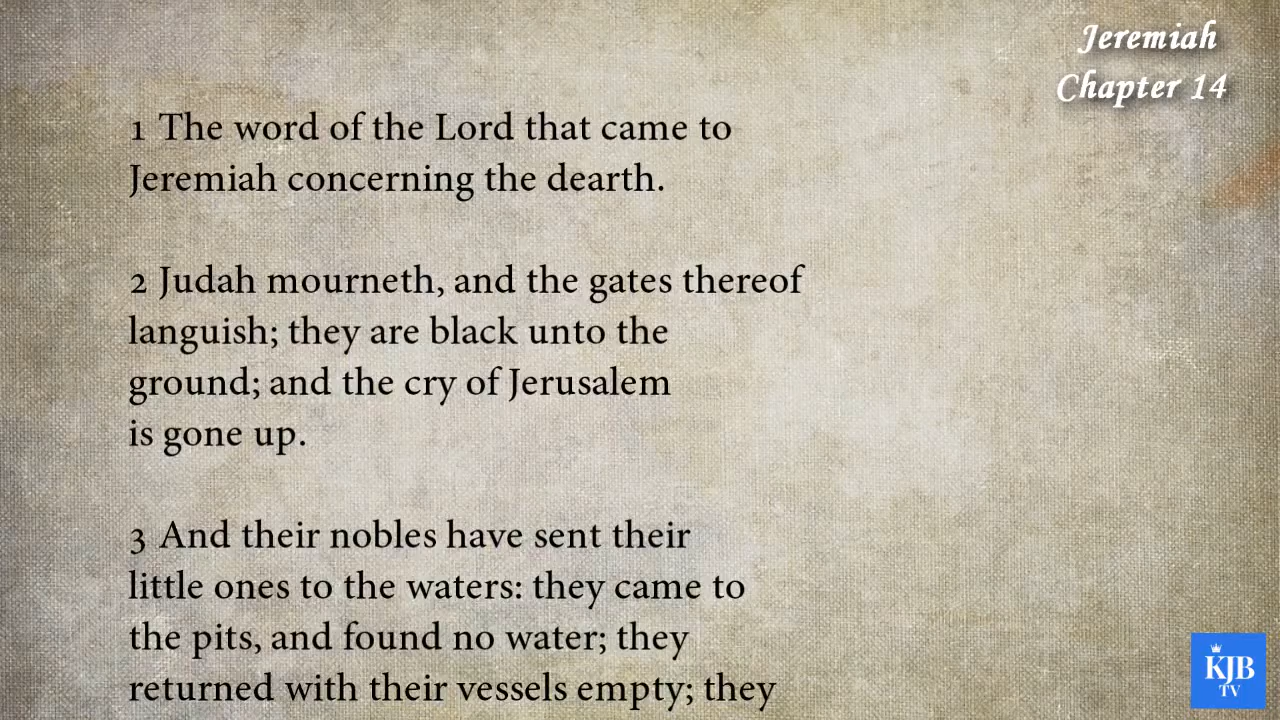 Jeremiah
Chapter 14
1 The word of the Lord that came to
Jeremiah concerning the dearth.
2 Judah mourneth, and the gates thereof
languish; they are black unto the
ground; and the cry of Jerusalem
is gone up.
3 And their nobles have sent their
little ones to the waters: they came to
the pits, and found no water; they
returned with their vessels empty; they
KJB
TV